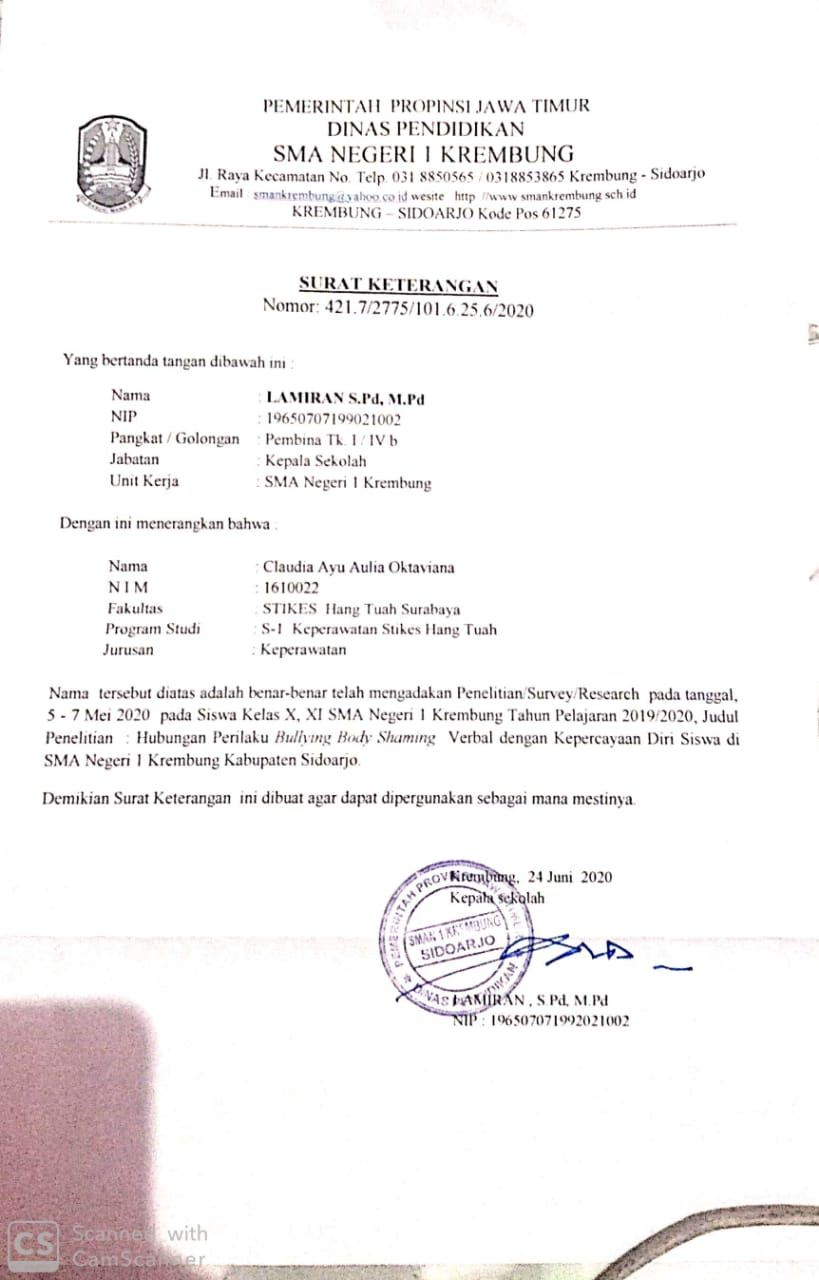 PEMERINTAH PROPINSI JAWA TIMUR
DINAS PENDIDIKAN
SMA NEGERI 1 KREMBUNG
Jl. Raya Kecamatan No. Telp. 031 8850565 / 0318853865 Krembung - Sidoarjo
Email : smankrembung@yahoo.co.id wesite http //www smankrembung sch id
KREMBUNG – SIDOARJO Kode Pos 61275
SURAT KETERANGAN
Nomor: 421.7/2775/101.6.25.6/2020
Yang bertanda tangan dibawah ini :
Nama : LAMIRAN S.Pd, M.Pd
NIP : 19650707199021002
Pangkat / Golongan : Pembina Tk. I / IV b
Jabatan : Kepala Sekolah
Unit Kerja : SMA Negeri 1 Krembung
Dengan ini menerangkan bahwa :
Nama : Claudia Ayu Aulia Oktaviana
N I M : 1610022
Fakultas : STIKES Hang Tuah Surabaya
Program Studi : S-1 Keperawatan Stikes Hang Tuah
Jurusan : Keperawatan
Nama tersebut diatas adalah benar-benar telah mengadakan Penelitian/Survey/Research pada tanggal,
5 - 7 Mei 2020 pada Siswa Kelas X, XI SMA Negeri 1 Krembung Tahun Pelajaran 2019/2020, Judul
Penelitian : Hubungan Perilaku Bullying Body Shaming Verbal dengan Kepercayaan Diri Siswa di
SMA Negeri 1 Krembung Kabupaten Sidoarjo.
Demikian Surat Keterangan ini dibuat agar dapat dipergunakan sebagai mana mestinya.
Krembung, 24 Juni 2020
Kepala sekolah
SMAN 1 KREMBUNG
SIDOARJO
DINAS PENDIDIKAN
LAMIRAN , S.Pd, M.Pd
NIP : 196507071992021002
CS Scanned with
CamScanner